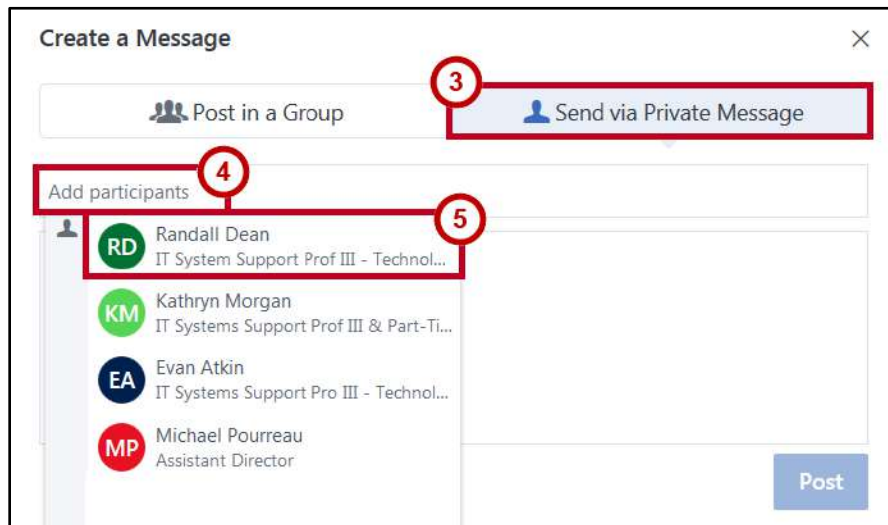 Create a Message
3
Post in a Group
Send via Private Message
4
Add participants
5
RD
Randall Dean
IT System Support Prof III - Technol...
KM
Kathryn Morgan
IT Systems Support Prof III & Part-Ti...
EA
Evan Atkin
IT Systems Support Pro III - Technol...
MP
Michael Pourreau
Assistant Director
Post